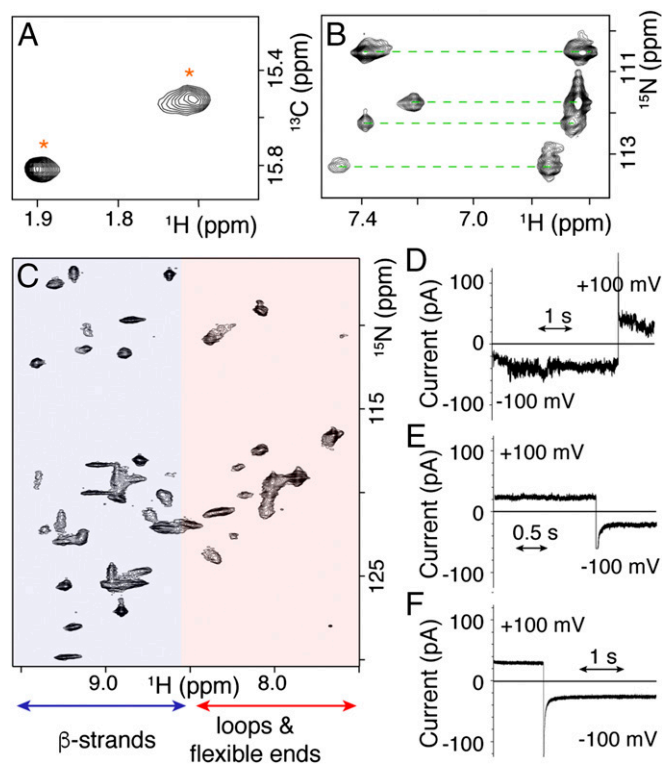 A
*
*
15.4
15.8
¹³C (ppm)
1.9
1.8
¹H (ppm)
B
111
113
¹⁵N (ppm)
7.4
7.0
¹H (ppm)
C
¹⁵N (ppm)
115
125
9.0
¹H (ppm)
8.0
β-strands
loops &
flexible ends
D
Current (pA)
100
0
-100
+100 mV
1 s
-100 mV
E
Current (pA)
100
0
-100
+100 mV
0.5 s
-100 mV
F
Current (pA)
100
0
-100
+100 mV
1 s
-100 mV